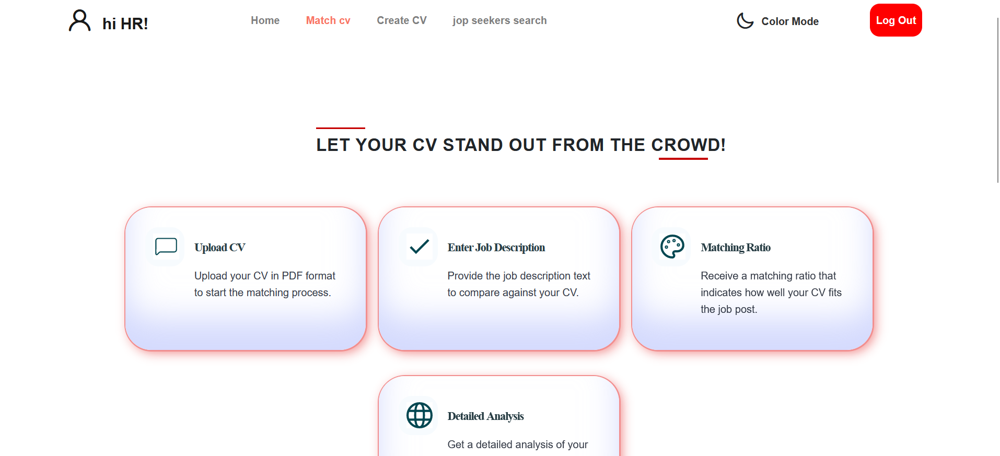 hi HR!
Home
Match cv
Create CV
jop seekers search
Color Mode
Log Out
LET YOUR CV STAND OUT FROM THE CROWD!
Upload CV
Upload your CV in PDF format
to start the matching process.
Enter Job Description
Provide the job description text
to compare against your CV.
Matching Ratio
Receive a matching ratio that
indicates how well your CV fits
the job post.
Detailed Analysis
Get a detailed analysis of your